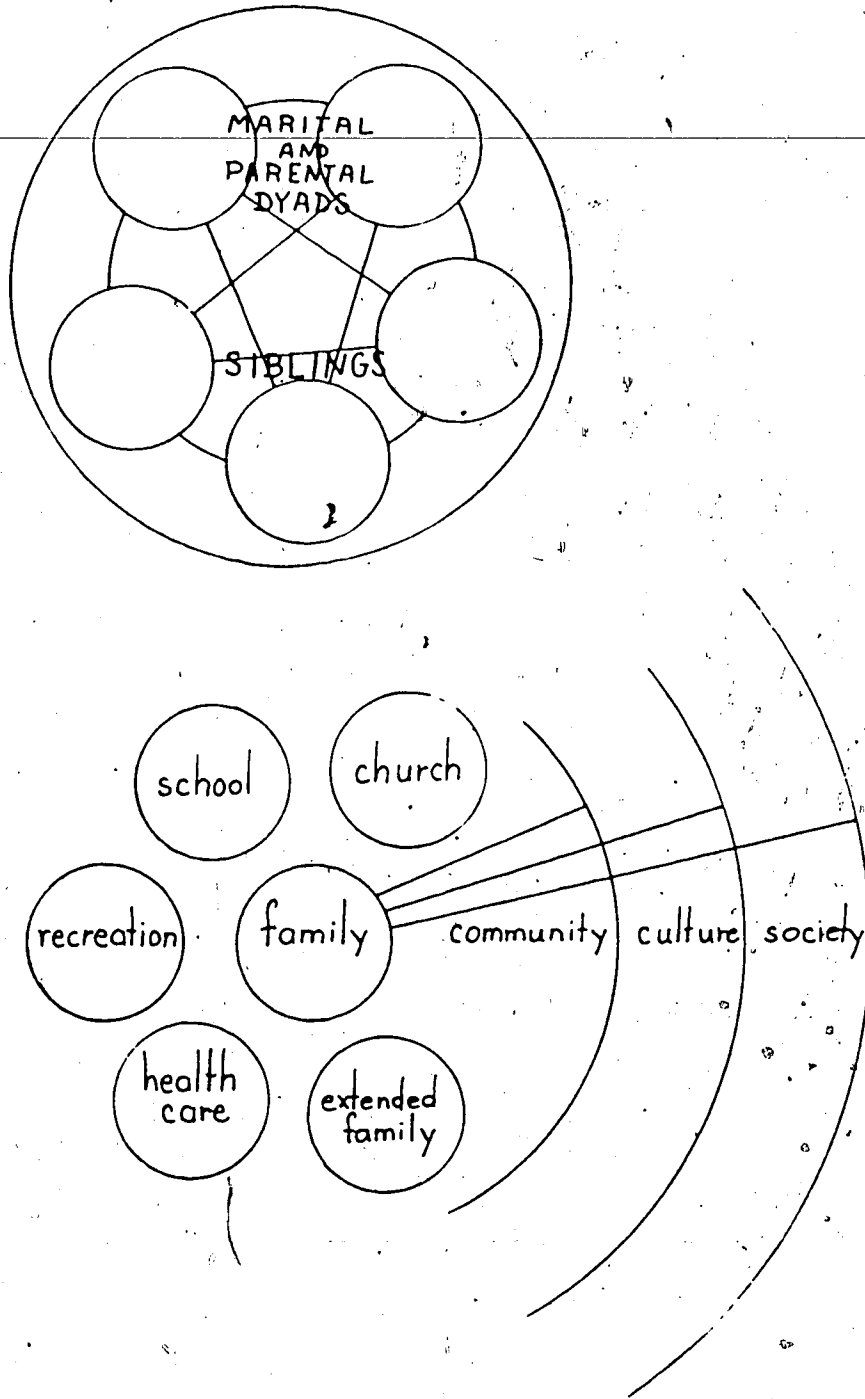 MARITAL
AND
PARENTAL
DYADS
SIBLINGS
school
church
recreation
family
community
culture
society
health
care
extended
family